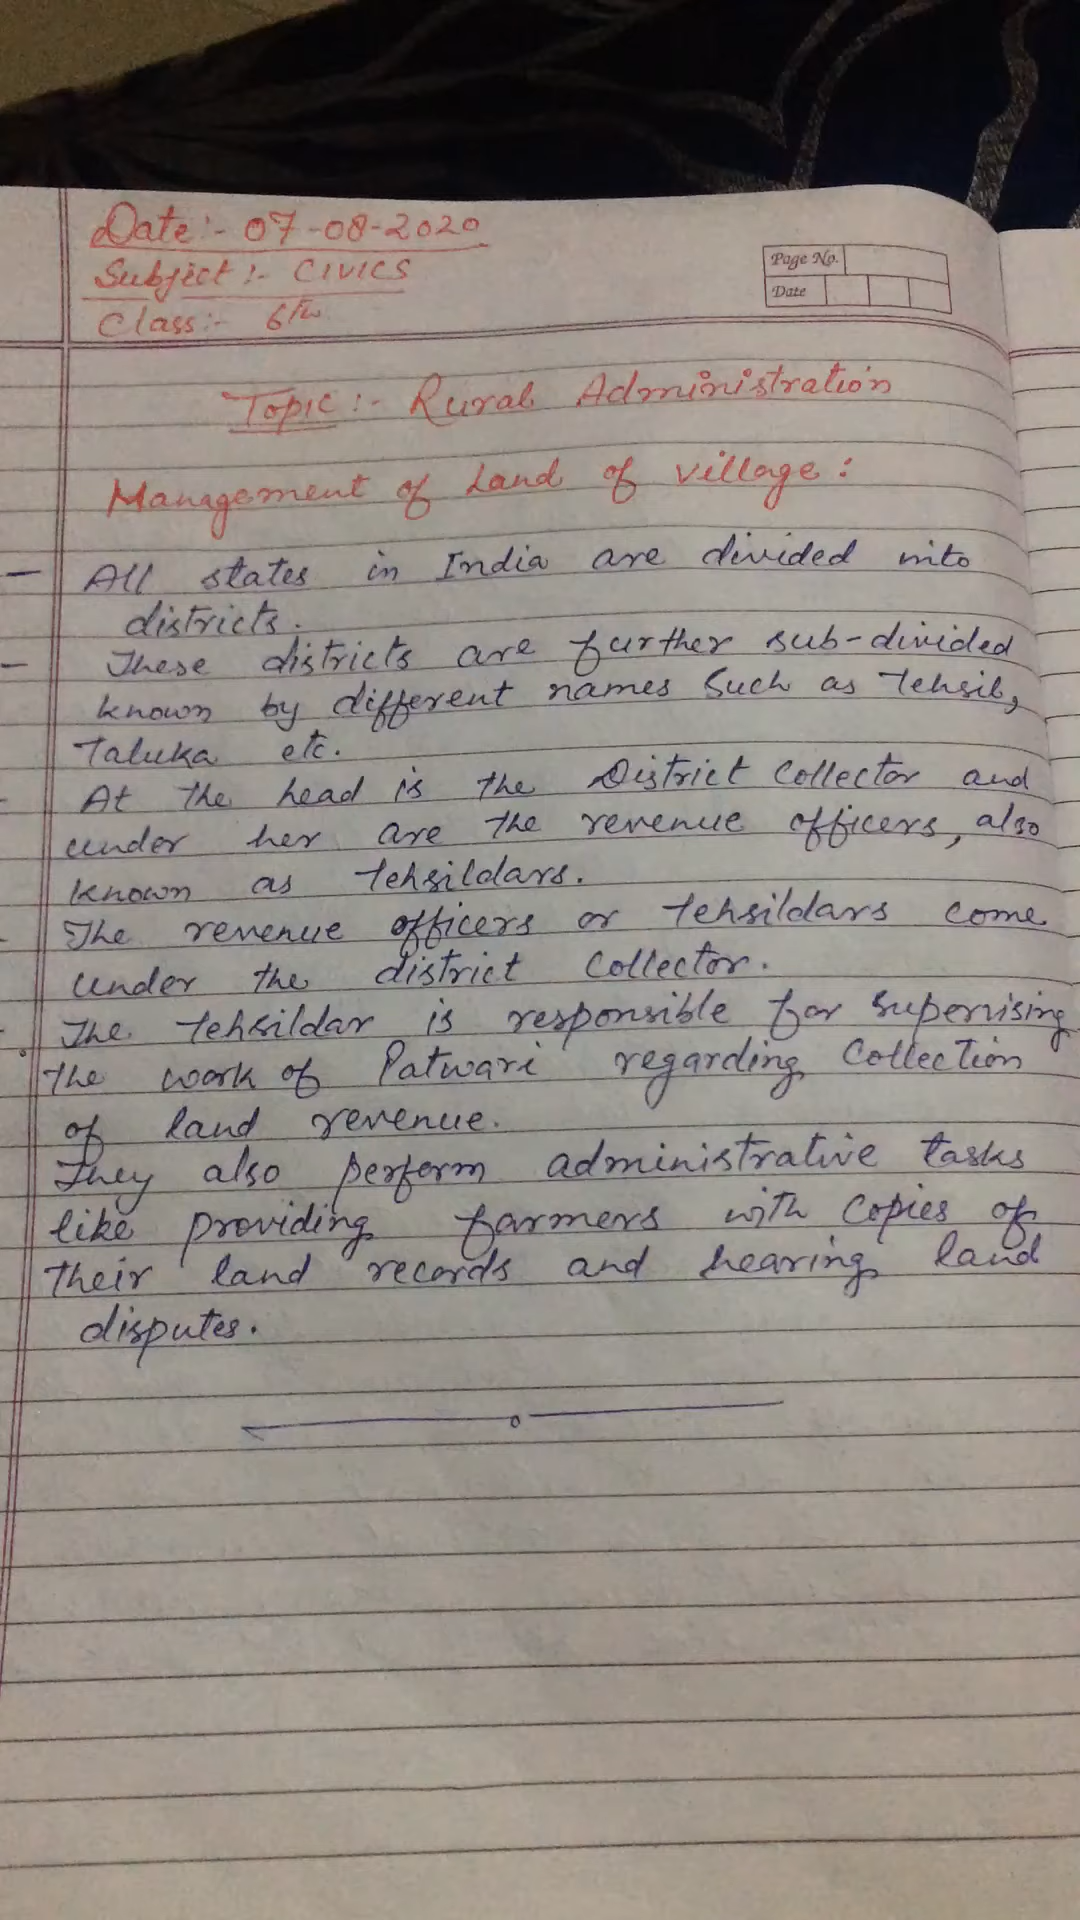 Date:- 07-08-2020
Subject:- CIVICS
Class:- 6th
Page No.
Date
Topic:- Rural Administration
Management of Land of village:
- All states in India are divided into
districts.
- These districts are further sub-divided
known by different names such as Tehsil,
Taluka etc.
- At the head is the District Collector and
under her are the revenue officers, also
known as tehsildars.
- The revenue officers or tehsildars come
under the district collector.
- The tehsildar is responsible for supervising
the work of Patwari regarding Collection
of land revenue.
They also perform administrative tasks
like providing farmers with copies of
their land records and hearing land
disputes.